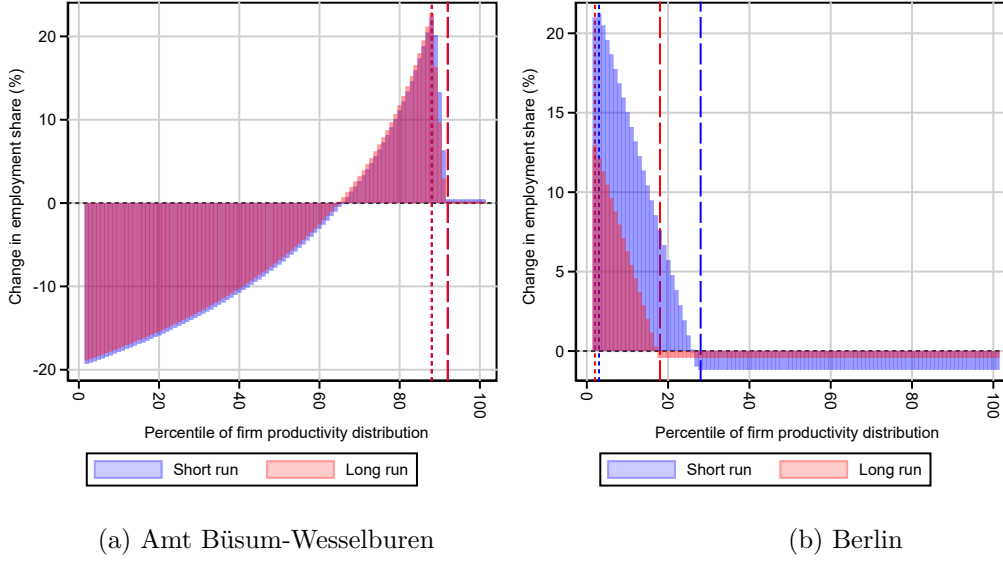 Change in employment share (%)
20
10
0
-10
-20
0
20
40
60
80
100
Percentile of firm productivity distribution
Short run
Long run
(a) Amt Büsum-Wesselburen
Change in employment share (%)
20
15
10
5
0
0
20
40
60
80
100
Percentile of firm productivity distribution
Short run
Long run
(b) Berlin